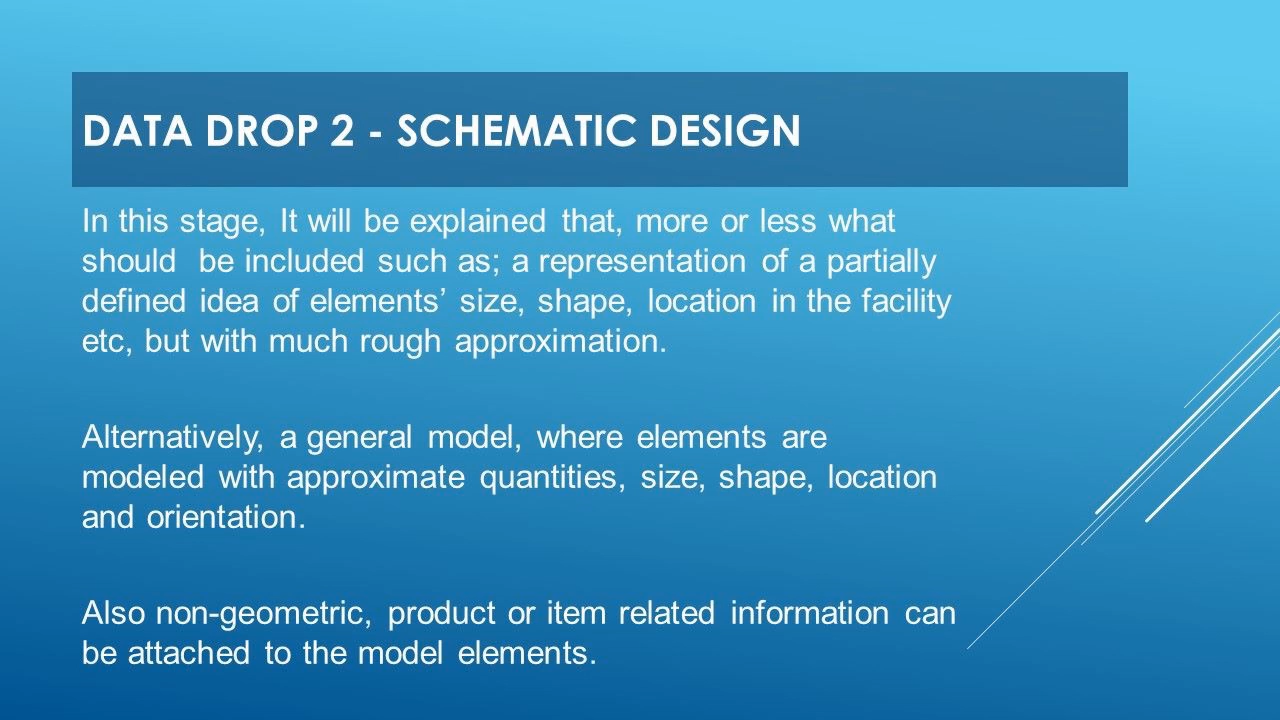 DATA DROP 2 - SCHEMATIC DESIGN
In this stage, It will be explained that, more or less what
should  be included such as; a representation of a partially
defined idea of elements’ size, shape, location in the facility
etc, but with much rough approximation.
Alternatively, a general model, where elements are
modeled with approximate quantities, size, shape, location
and orientation.
Also non-geometric, product or item related information can
be attached to the model elements.